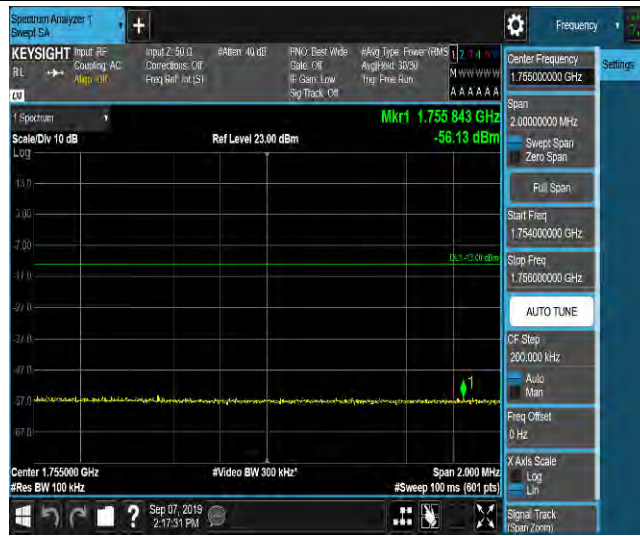 Spectrum Analyzer 1
Swept SA
+
Frequency
KEYSIGHT
RL
Input: RF
Coupling: AC
Align: Off
Input Z: 50 Ω
Corrections: Off
Freq Ref: Int (S)
#Atten: 40 dB
PNO: Best Wide
Gate: Off
IF Gain: Low
Sig Track: Off
#Avg Type: Power (RMS
Avg|Hold: 30/30
Trig: Free Run
M W W W W W
A A A A A A
LXI
1 Spectrum
Scale/Div 10 dB
Log
Ref Level 23.00 dBm
Mkr1 1.755 843 GHz
-56.13 dBm
13.0
3.00
-7.00
DL1 -13.00 dBm
-17.0
-27.0
-37.0
-47.0
1
-57.0
-67.0
Center 1.755000 GHz
#Res BW 100 kHz
#Video BW 300 kHz*
Span 2.000 MHz
#Sweep 100 ms (601 pts)
Center Frequency
1.755000000 GHz
Settings
Span
2.00000000 MHz
Swept Span
Zero Span
Full Span
Start Freq
1.754000000 GHz
Stop Freq
1.756000000 GHz
AUTO TUNE
CF Step
200.000 kHz
Auto
Man
Freq Offset
0 Hz
X Axis Scale
Log
Lin
Signal Track
(Span Zoom)
?
Sep 07, 2019
2:17:31 PM